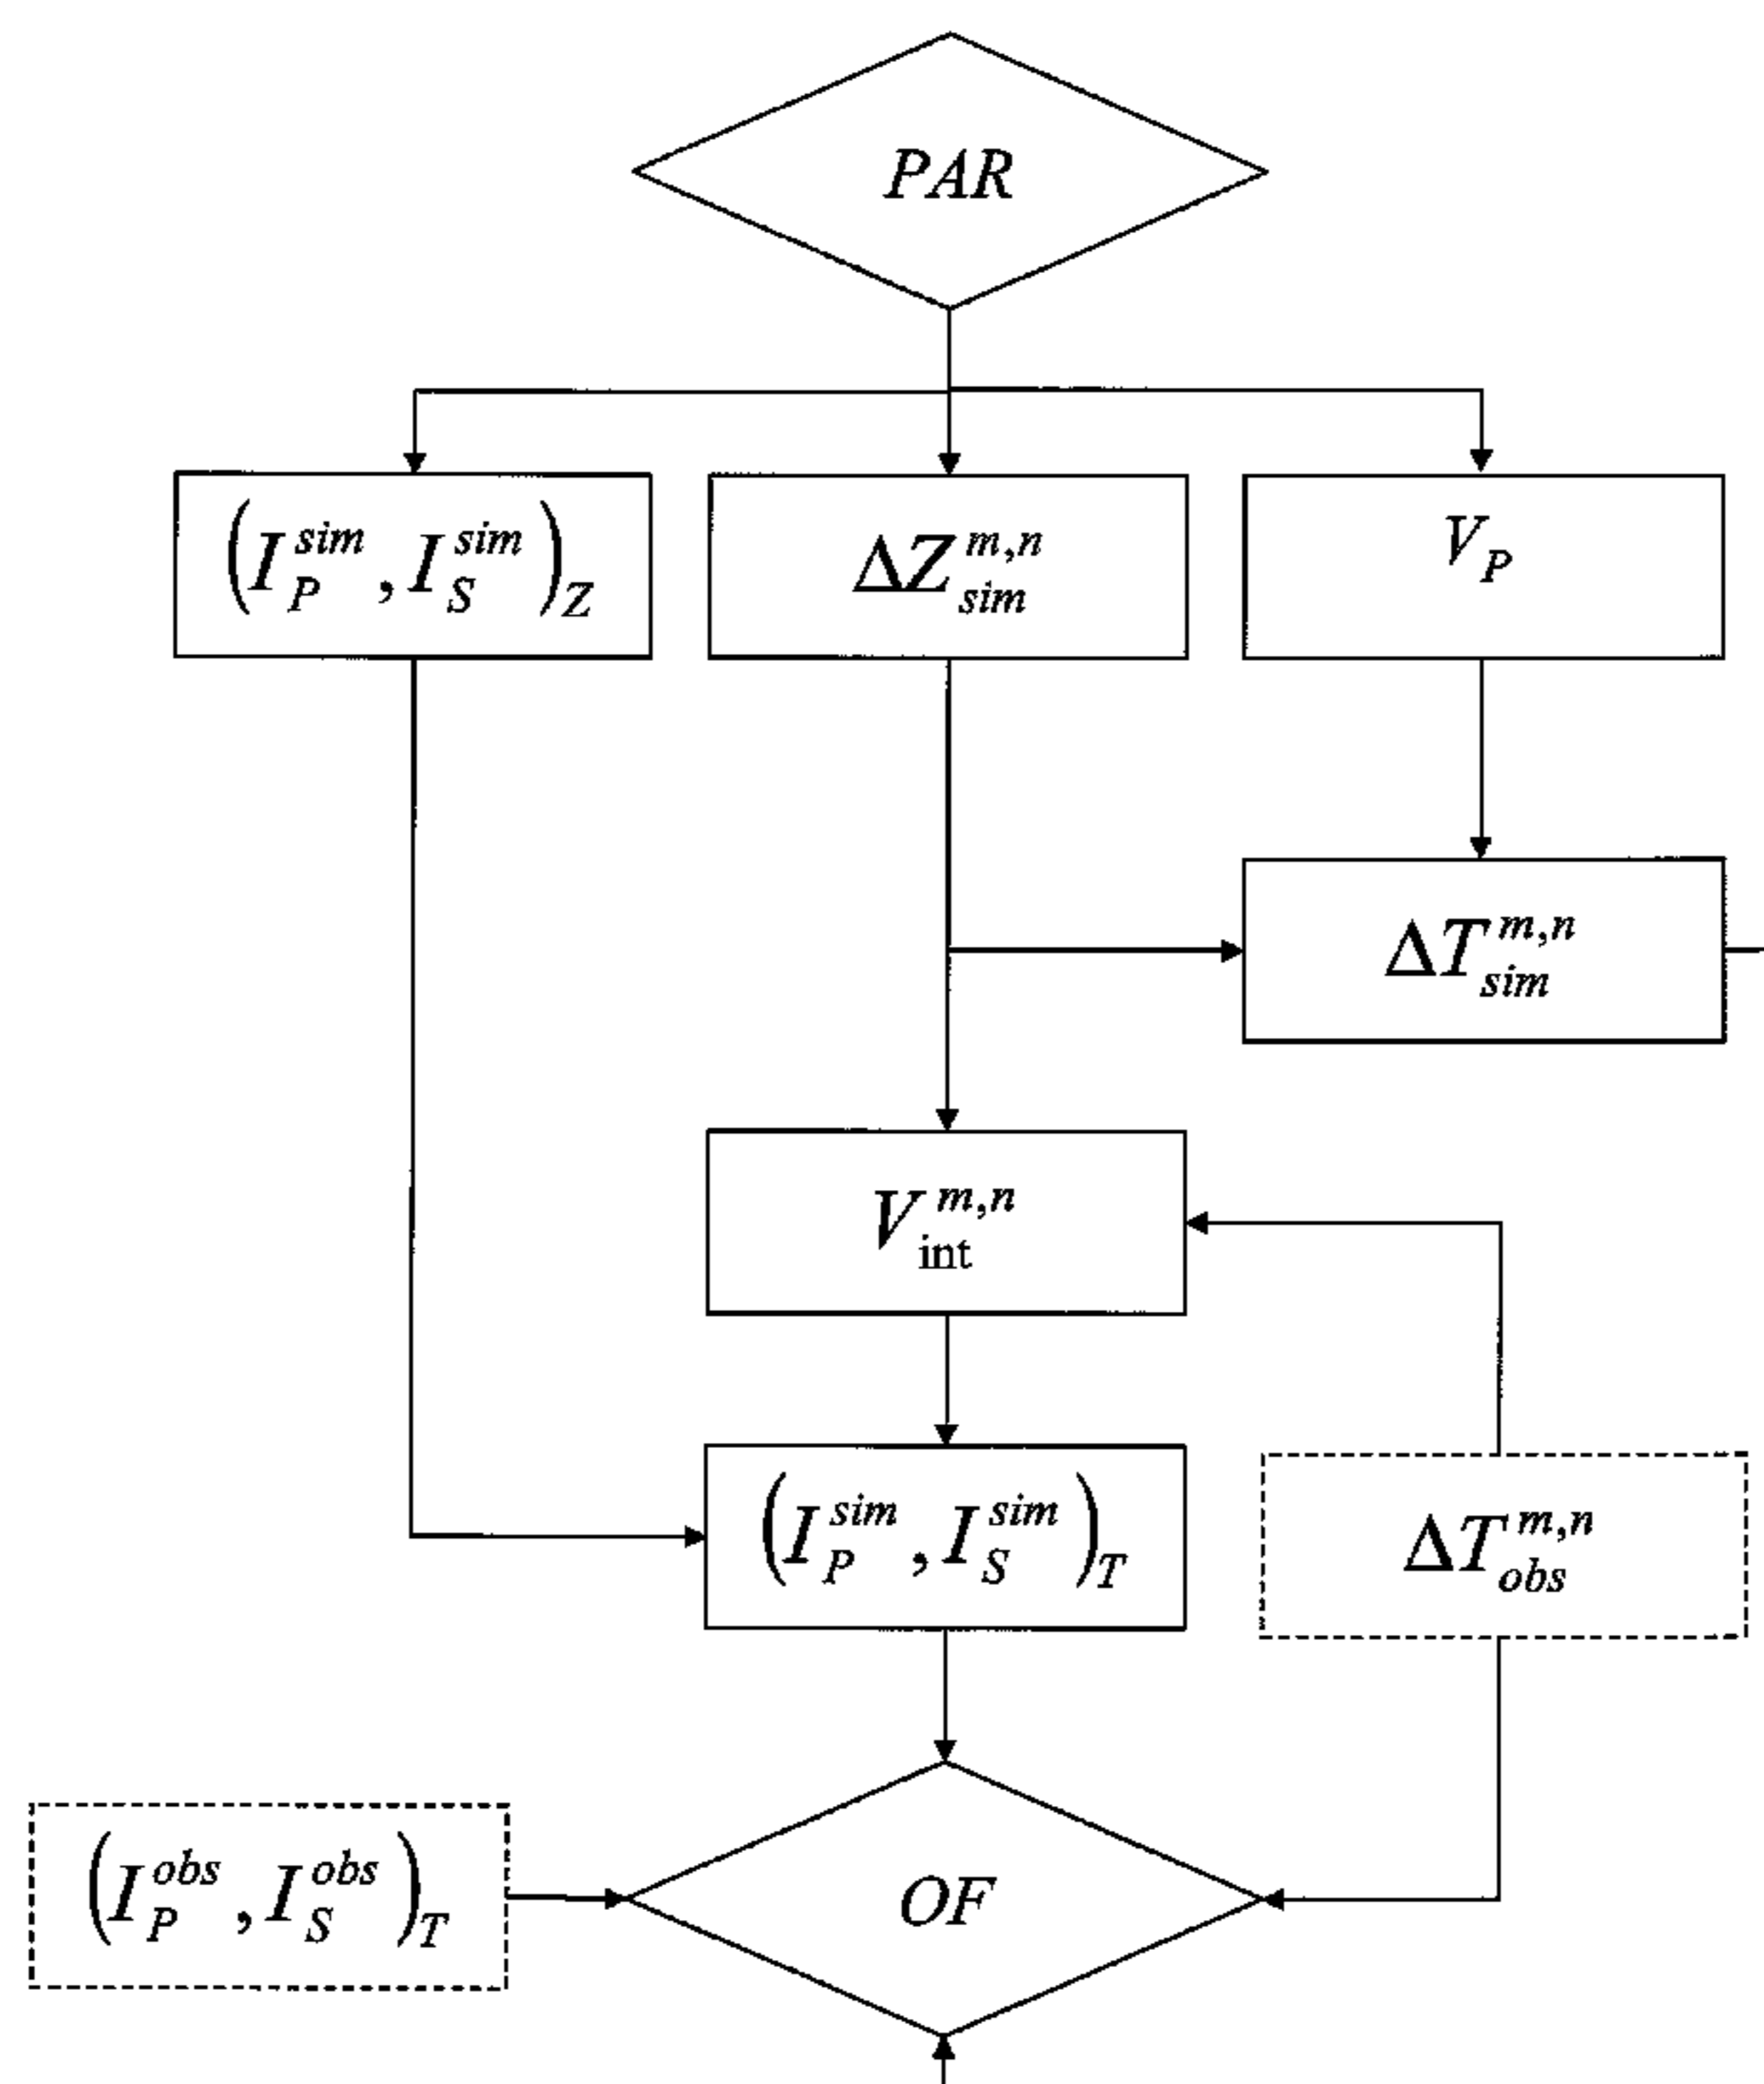 PAR
(I_P^sim, I_S^sim)_Z
ΔZ_sim^m,n
V_P
ΔT_sim^m,n
V_int^m,n
(I_P^sim, I_S^sim)_T
ΔT_obs^m,n
(I_P^obs, I_S^obs)_T
OF